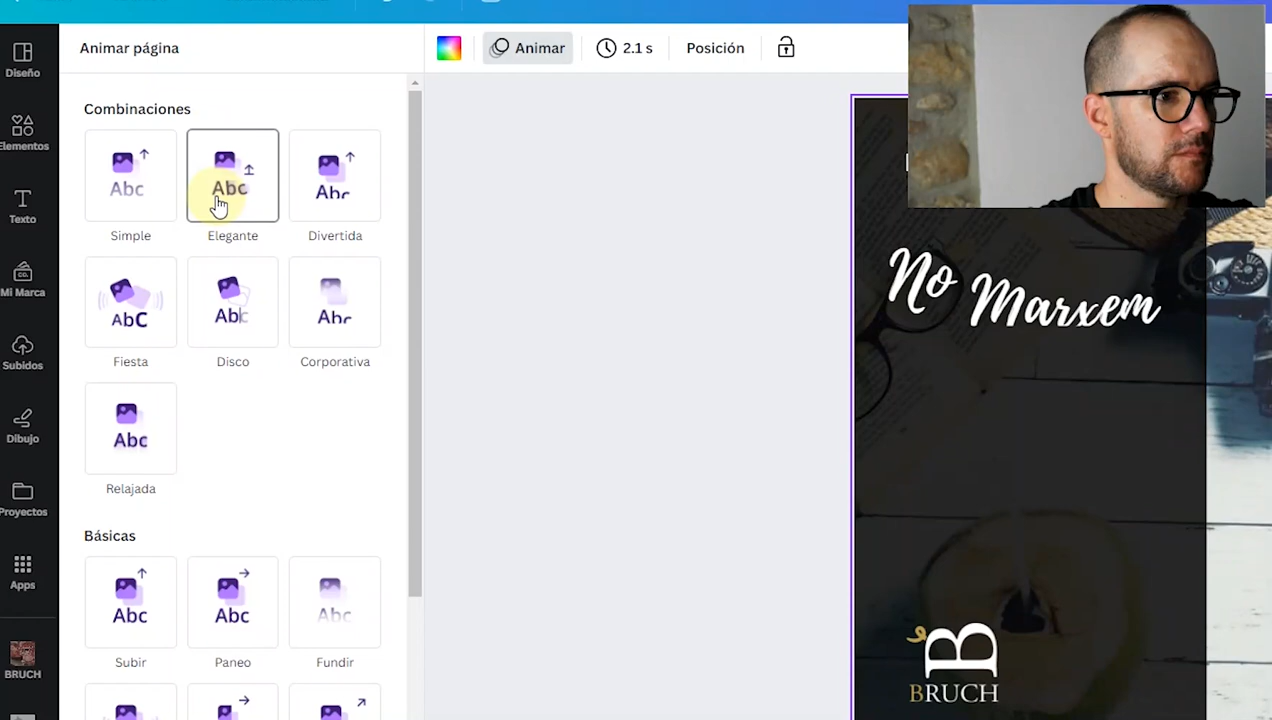 Animar página
Animar
2.1 s
Posición
Diseño
Elementos
Texto
Mi Marca
Subidos
Dibujo
Proyectos
Apps
BRUCH
Combinaciones
Abc
Abc
Abc
Simple
Elegante
Divertida
AbC
Abc
Abc
Fiesta
Disco
Corporativa
Abc
Relajada
Básicas
Abc
Abc
Abc
Subir
Paneo
Fundir
No Marxem
B
BRUCH